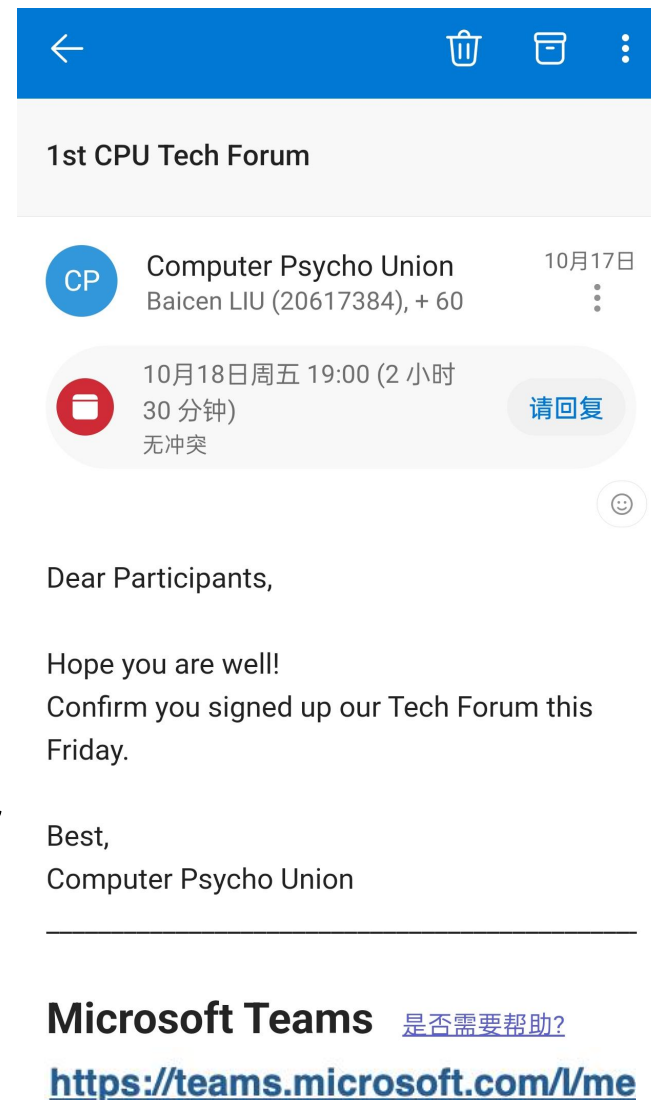 1st CPU Tech Forum
CP
Computer Psycho Union
10月17日
Baicen LIU (20617384), + 60
10月18日周五 19:00 (2 小时
30 分钟)
无冲突
请回复
Dear Participants,
Hope you are well!
Confirm you signed up our Tech Forum this
Friday.
Best,
Computer Psycho Union
Microsoft Teams 是否需要帮助?
https://teams.microsoft.com/l/me